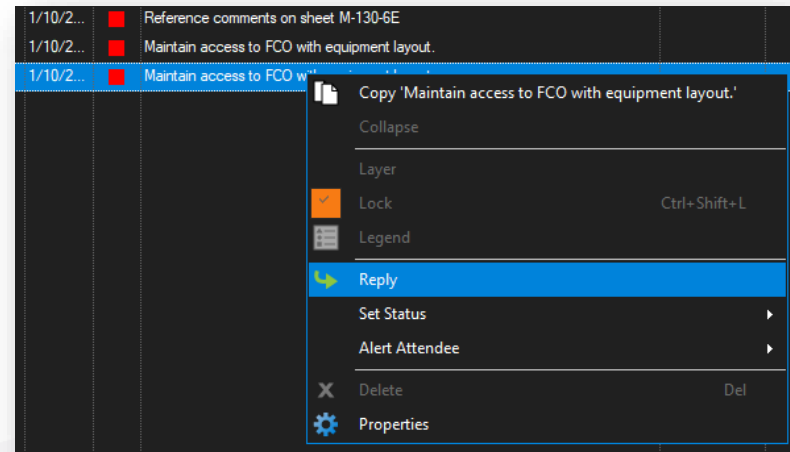 1/10/2... Reference comments on sheet M-130-6E
1/10/2... Maintain access to FCO with equipment layout.
1/10/2... Maintain access to FCO
Copy 'Maintain access to FCO with equipment layout.'
Collapse
Layer
Lock Ctrl+Shift+L
Legend
Reply
Set Status
Alert Attendee
Delete Del
Properties